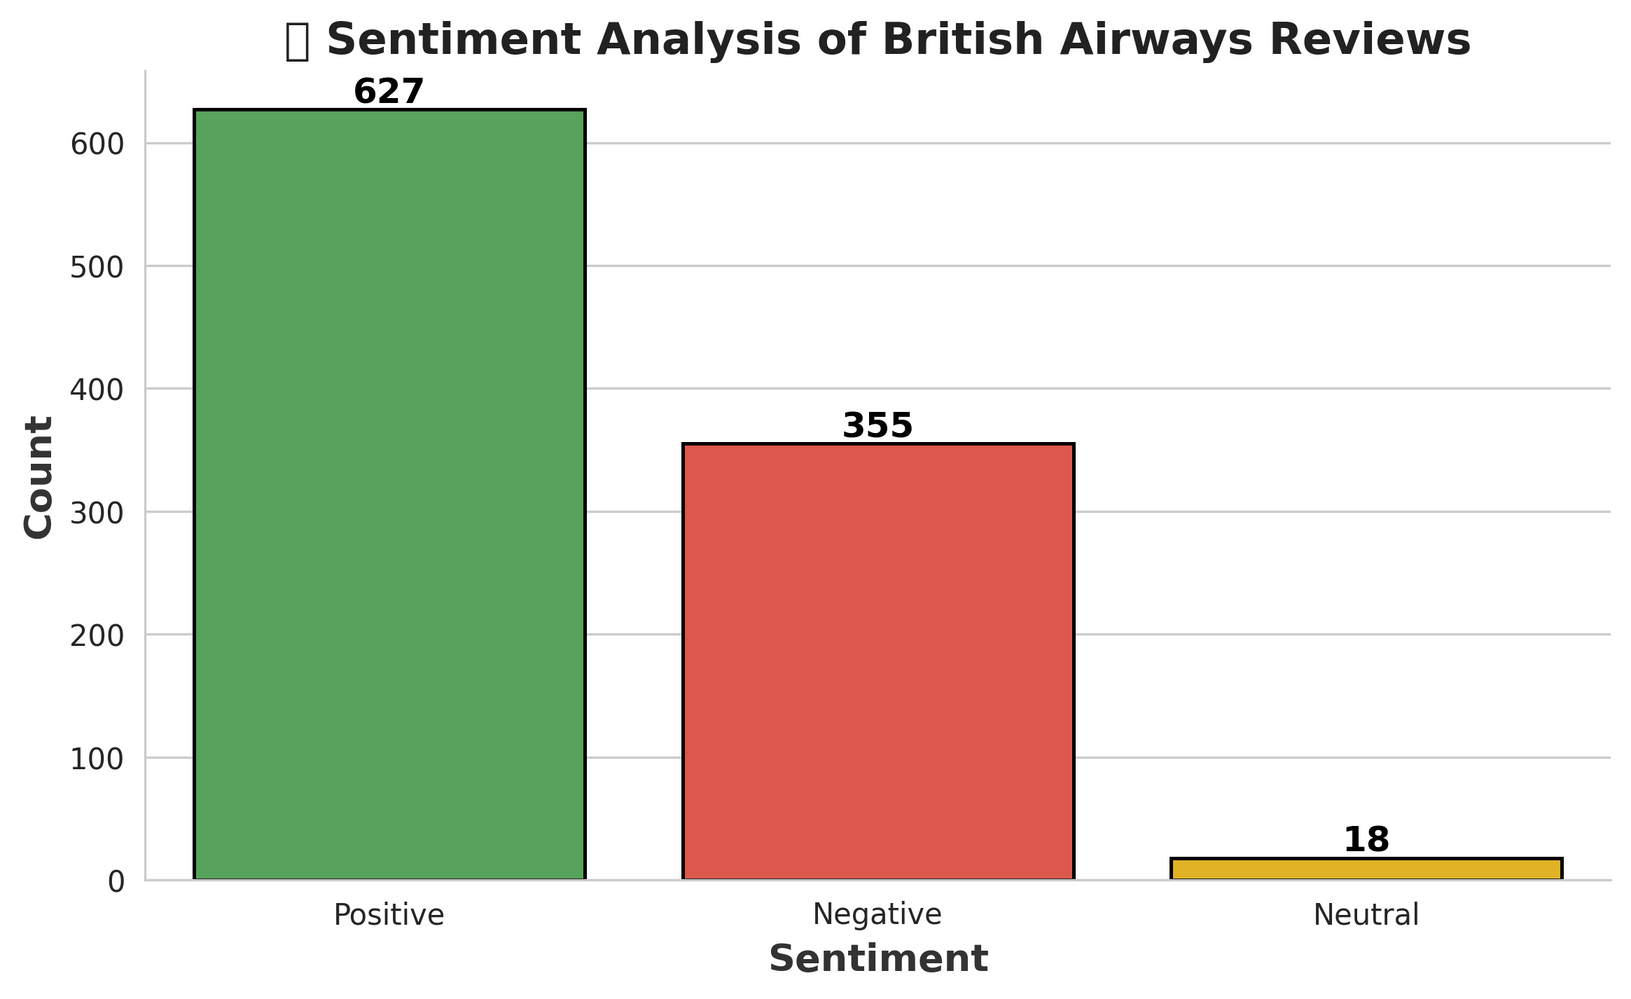 Sentiment Analysis of British Airways Reviews
627
600
500
400
355
300
200
100
18
0
Count
Positive
Negative
Neutral
Sentiment